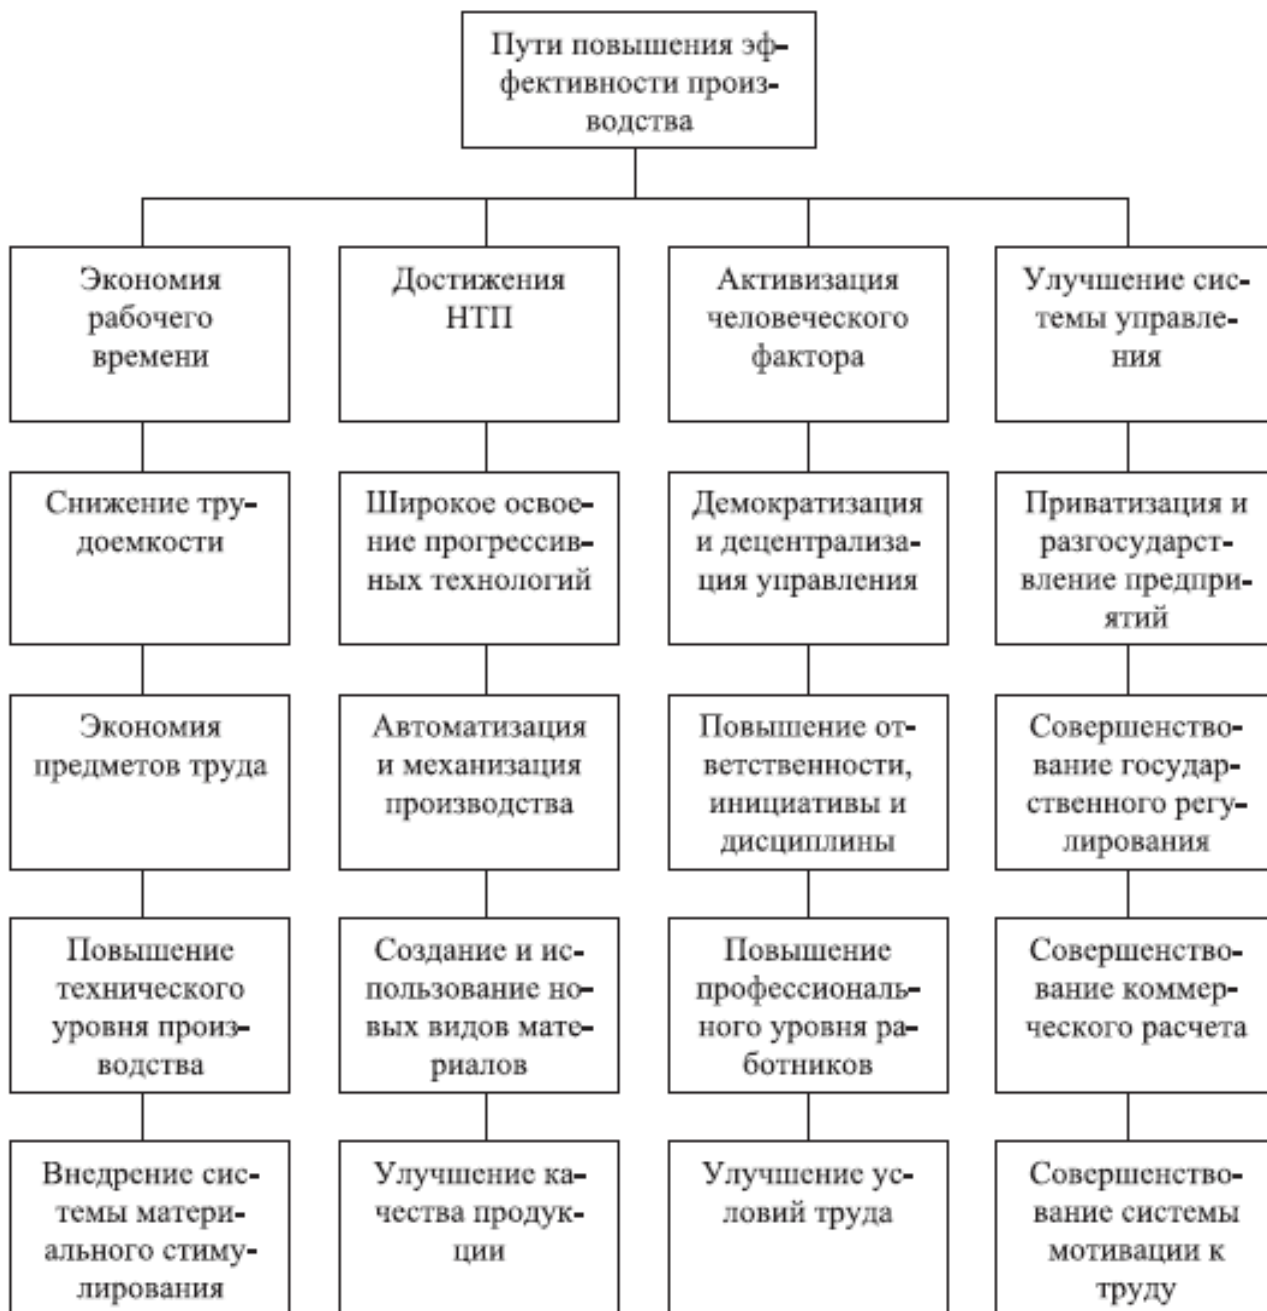 Пути повышения эф-
фективности произ-
водства
Экономия
рабочего
времени
Достижения
НТП
Активизация
человеческого
фактора
Улучшение сис-
темы управле-
ния
Снижение тру-
доемкости
Широкое освое-
ние прогрессив-
ных технологий
Демократизация
и децентрализа-
ция управления
Приватизация и
разгосударст-
вление предпри-
ятий
Экономия
предметов труда
Автоматизация
и механизация
производства
Повышение от-
ветственности,
инициативы и
дисциплины
Совершенство-
вание государ-
ственного регу-
лирования
Повышение
технического
уровня произ-
водства
Создание и ис-
пользование но-
вых видов мате-
риалов
Повышение
профессиональ-
ного уровня ра-
ботников
Совершенство-
вание коммер-
ческого расчета
Внедрение сис-
темы матери-
ального стиму-
лирования
Улучшение ка-
чества продук-
ции
Улучшение ус-
ловий труда
Совершенство-
вание системы
мотивации к
труду